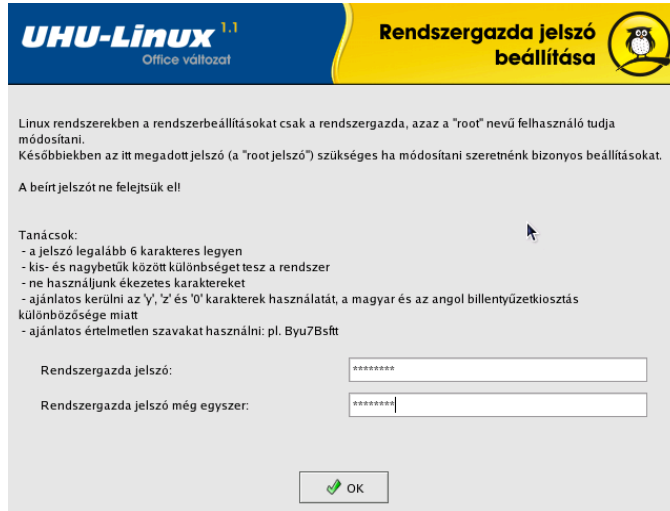 UHU-Linux 1.1
Office változat
Rendszergazda jelszó
beállítása
Linux rendszerekben a rendszerbeállításokat csak a rendszergazda, azaz a "root" nevű felhasználó tudja
módosítani.
Későbbiekben az itt megadott jelszó (a "root jelszó") szükséges ha módosítani szeretnénk bizonyos beállításokat.
A beírt jelszót ne felejtsük el!
Tanácsok:
- a jelszó legalább 6 karakteres legyen
- kis- és nagybetűk között különbséget tesz a rendszer
- ne használjunk ékezetes karaktereket
- ajánlatos kerülni az 'y', 'z' és '0' karakterek használatát, a magyar és az angol billentyűzetkiosztás
különbözősége miatt
- ajánlatos értelmetlen szavakat használni: pl. Byu7Bsftt
Rendszergazda jelszó: ********
Rendszergazda jelszó még egyszer: ********
OK